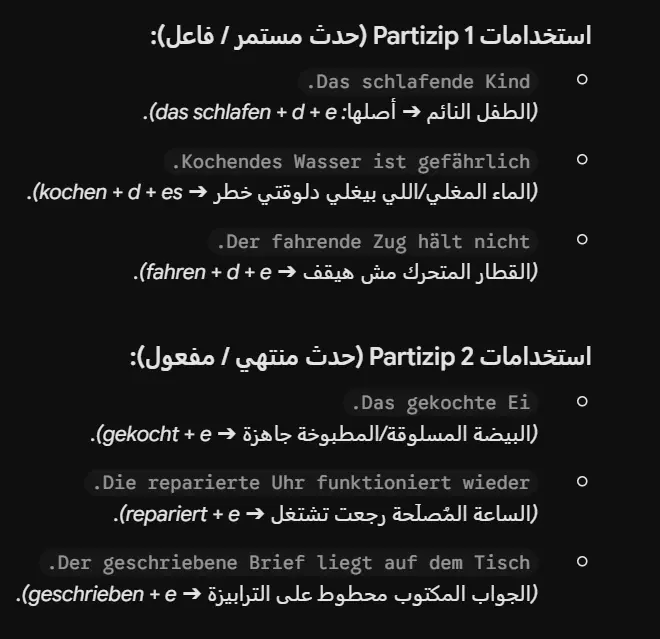 استخدامات Partizip 1 (حدث مستمر / فاعل):
Das schlafende Kind.
(الطفل النائم ➔ أصلها: das schlafen + d + e).
Kochendes Wasser ist gefährlich.
(الماء المغلي/اللي بيغلي دلوقتي خطر ➔ kochen + d + es).
Der fahrende Zug hält nicht.
(القطار المتحرك مش هيقف ➔ fahren + d + e).
استخدامات Partizip 2 (حدث منتهي / مفعول):
Das gekochte Ei.
(البيضة المسلوقة/المطبوخة جاهزة ➔ gekocht + e).
Die reparierte Uhr funktioniert wieder.
(الساعة المُصلّحة رجعت تشتغل ➔ repariert + e).
Der geschriebene Brief liegt auf dem Tisch.
(الجواب المكتوب محطوط على الترابيزة ➔ geschrieben + e).